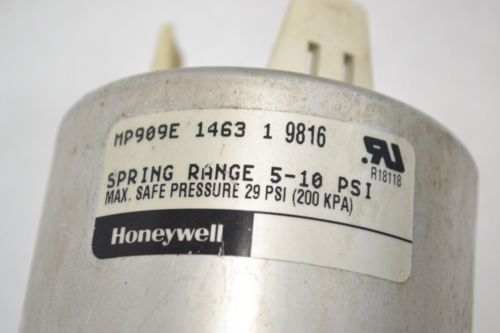 MP909E 1463 1 9816
SPRING RANGE 5-10 PSI
MAX. SAFE PRESSURE 29 PSI (200 KPA)
R18118
Honeywell